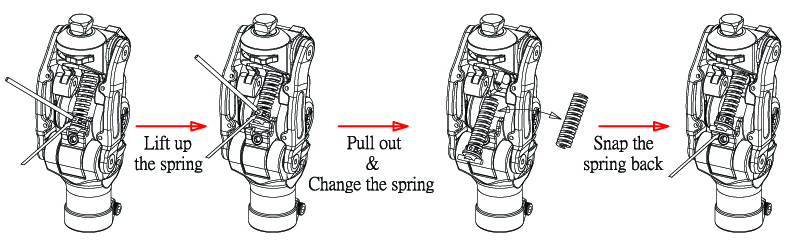 Lift up
the spring
Pull out
&
Change the spring
Snap the
spring back